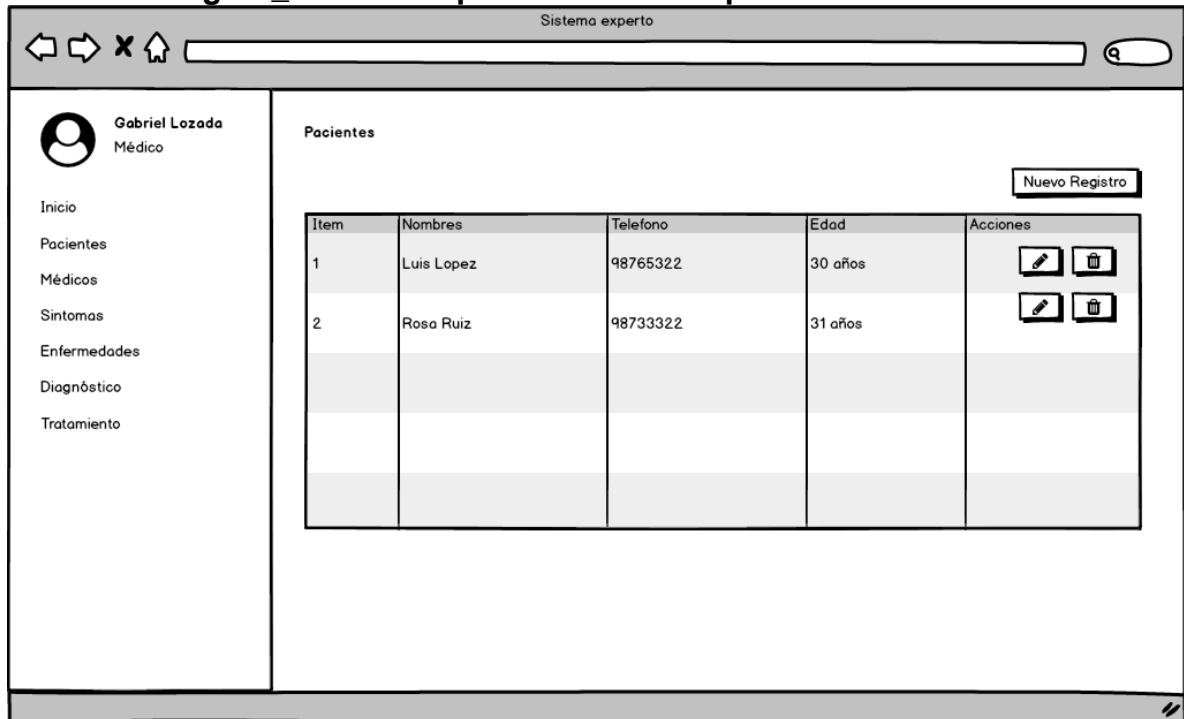 Sistema experto
Gabriel Lozada
Médico
Inicio
Pacientes
Médicos
Sintomas
Enfermedades
Diagnóstico
Tratamiento
Pacientes
Nuevo Registro
Item Nombres Telefono Edad Acciones
1 Luis Lopez 98765322 30 años
2 Rosa Ruiz 98733322 31 años